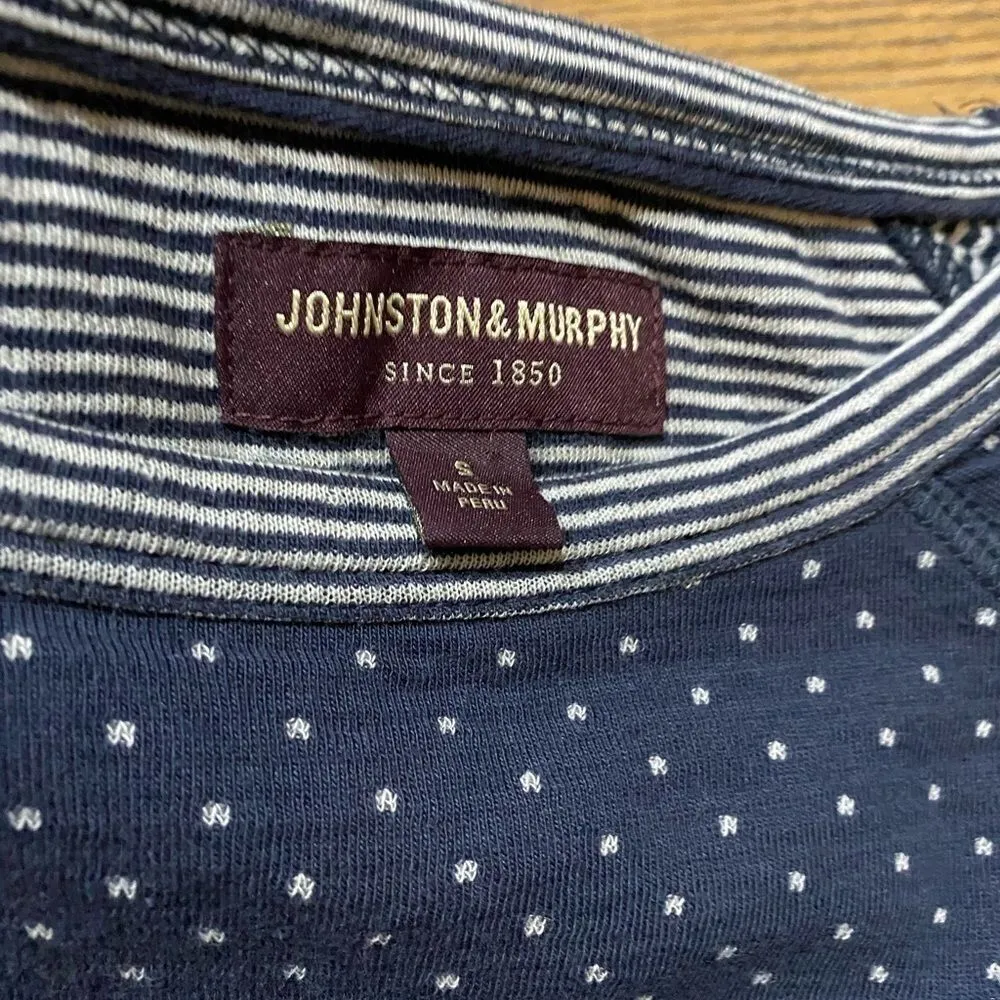 JOHNSTON & MURPHY
SINCE 1850
S
MADE IN
PERU